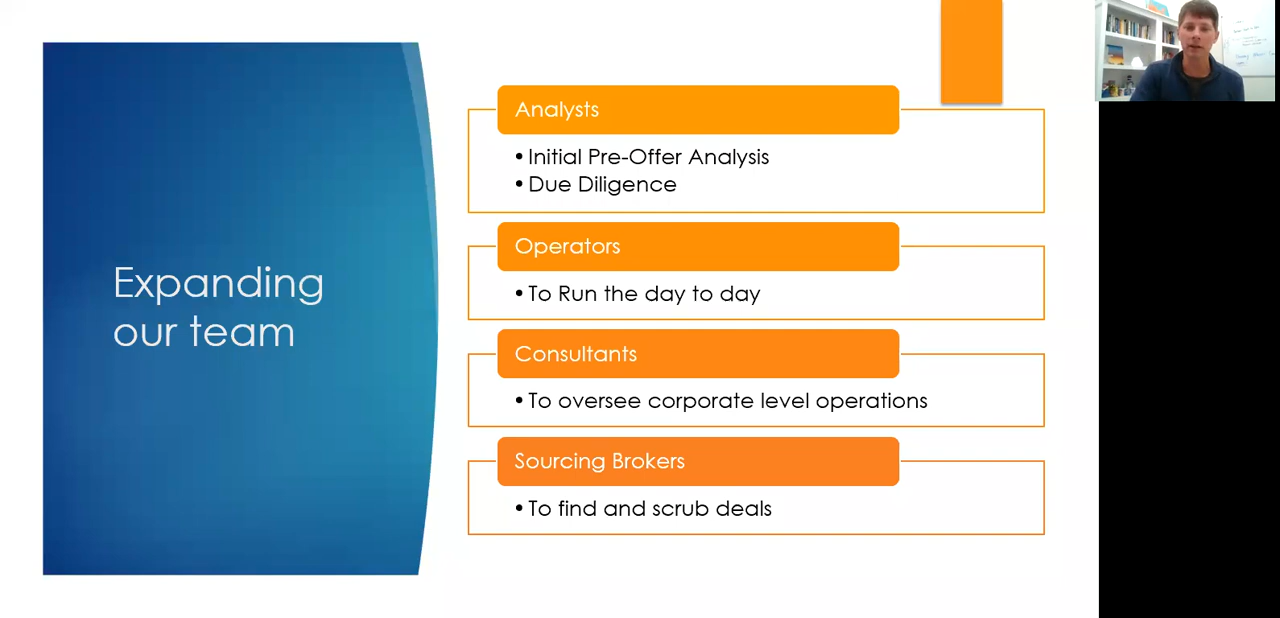 Expanding
our team
Analysts
• Initial Pre-Offer Analysis
• Due Diligence
Operators
• To Run the day to day
Consultants
• To oversee corporate level operations
Sourcing Brokers
• To find and scrub deals